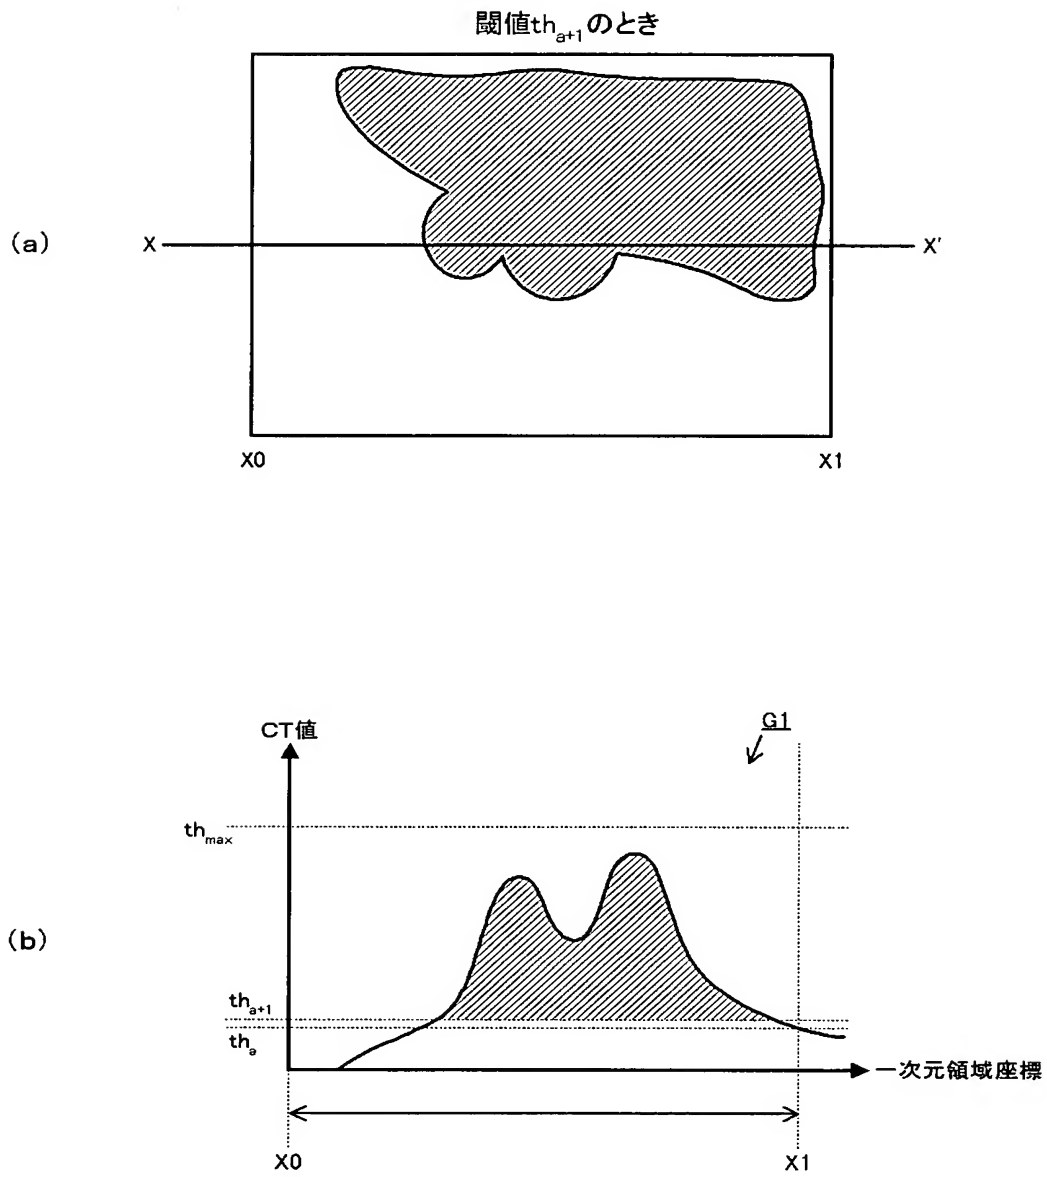 閾値th_{a+1}のとき
(a)
X
X'
X0
X1
G1
CT値
th_{max}
(b)
th_{a+1}
th_{a}
一次元領域座標
X0
X1